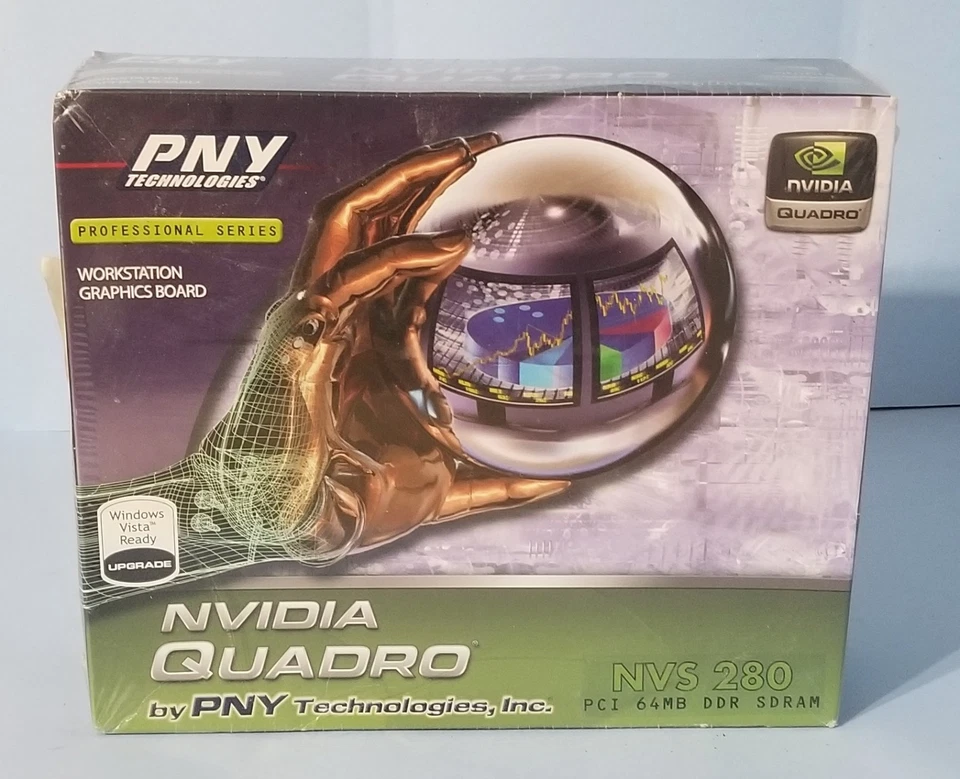 PNY
TECHNOLOGIES®
PROFESSIONAL SERIES
WORKSTATION
GRAPHICS BOARD
NVIDIA
QUADRO®
Windows
Vista™
Ready
UPGRADE
NVIDIA
QUADRO®
by PNY Technologies, Inc.®
NVS 280
PCI 64MB DDR SDRAM